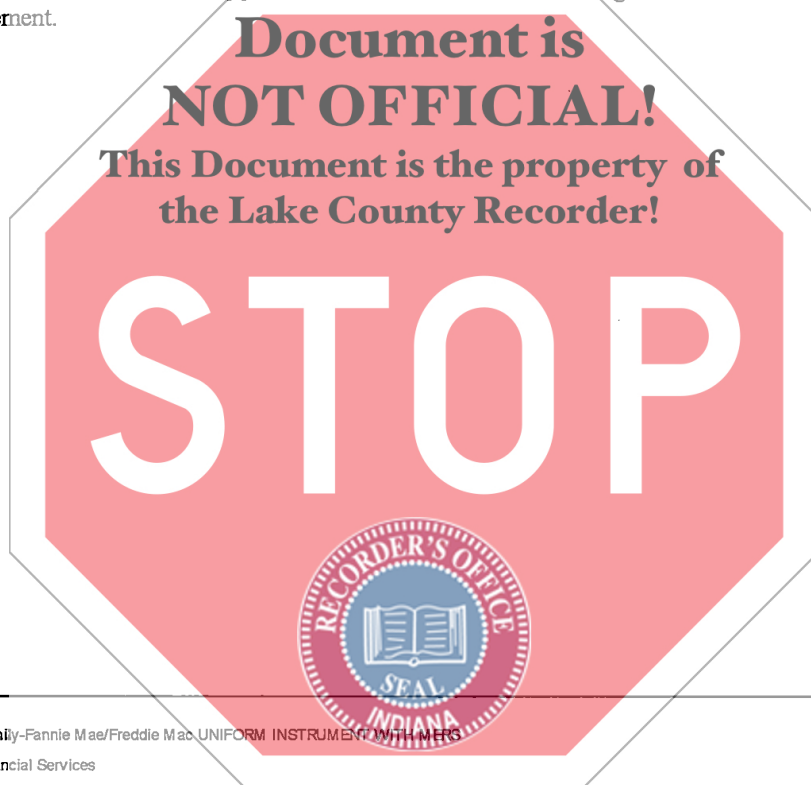 ment.
Document is
NOT OFFICIAL!
This Document is the property of
the Lake County Recorder!
STOP
RECORDER'S OFFICE
SEAL
INDIANA
ily-Fannie Mae/Freddie Mac UNIFORM INSTRUMENT WITH MERS
ncial Services